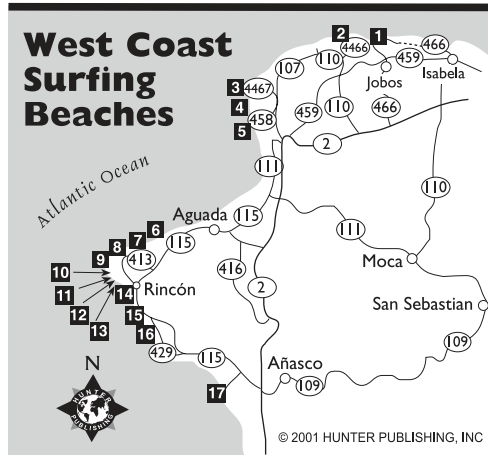 West Coast
Surfing
Beaches
2
1
4466
466
110
459
107
Isabela
Jobos
3
4467
4
458
5
459
110
466
2
Atlantic Ocean
111
110
Aguada
115
6
7
8
115
9
413
111
Moca
10
416
11
14
Rincón
2
12
San Sebastian
13
15
16
429
115
109
N
Añasco
17
109
HUNTER
PUBLISHING
© 2001 HUNTER PUBLISHING, INC